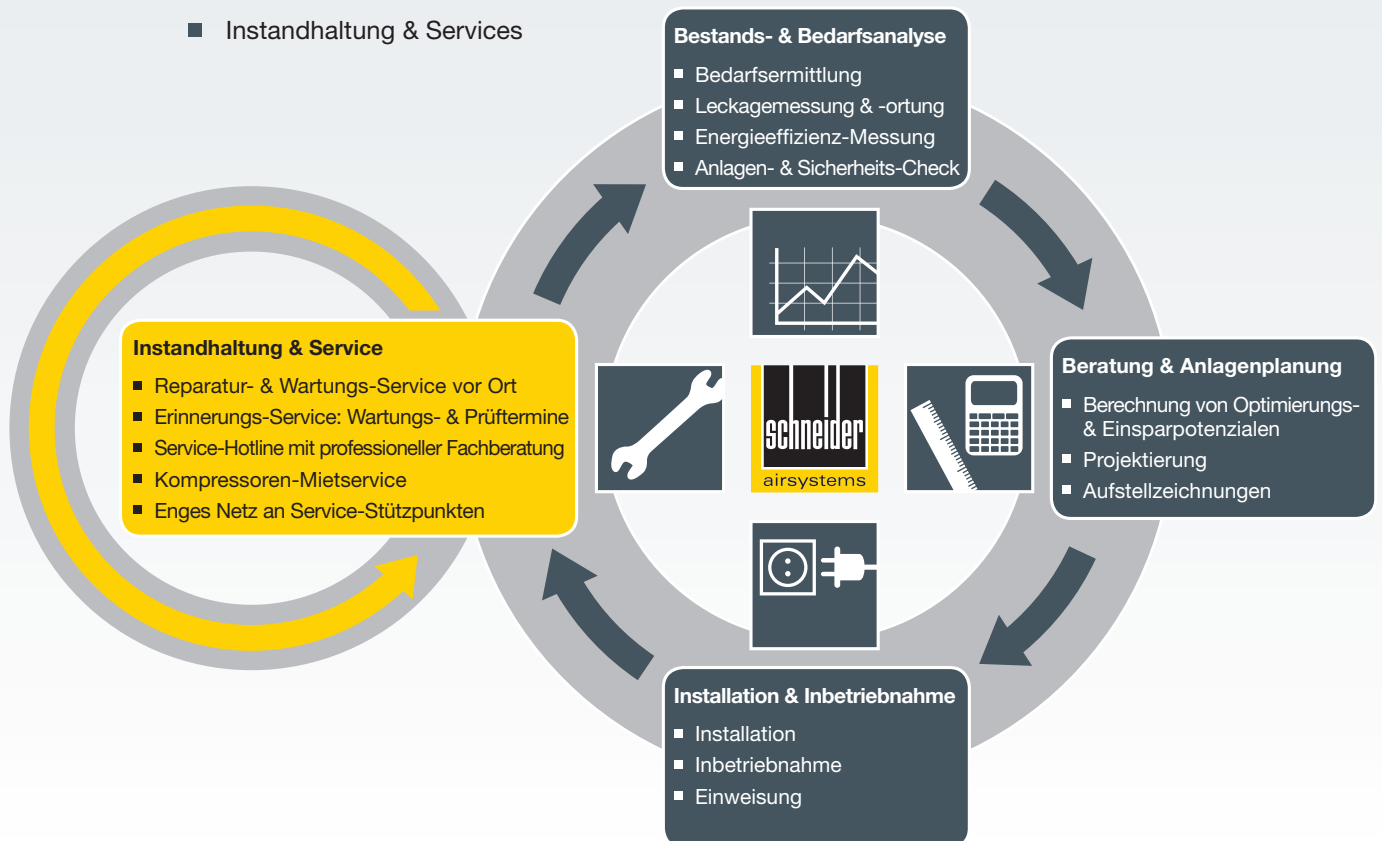 Instandhaltung & Services
Bestands- & Bedarfsanalyse
Bedarfsermittlung
Leckagemessung & -ortung
Energieeffizienz-Messung
Anlagen- & Sicherheits-Check
Instandhaltung & Service
Reparatur- & Wartungs-Service vor Ort
Erinnerungs-Service: Wartungs- & Prüftermine
Service-Hotline mit professioneller Fachberatung
Kompressoren-Mietservice
Enges Netz an Service-Stützpunkten
schneider
airsystems
Beratung & Anlagenplanung
Berechnung von Optimierungs-
& Einsparpotenzialen
Projektierung
Aufstellzeichnungen
Installation & Inbetriebnahme
Installation
Inbetriebnahme
Einweisung